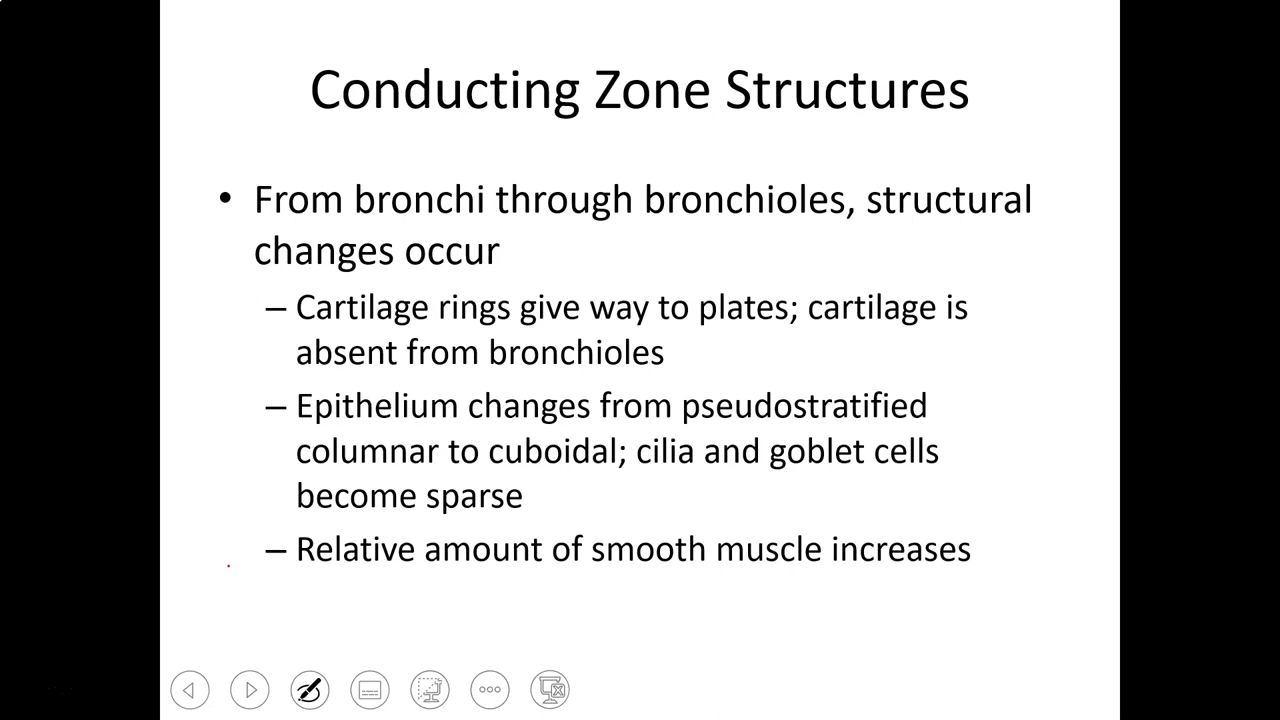 Conducting Zone Structures
• From bronchi through bronchioles, structural
changes occur
– Cartilage rings give way to plates; cartilage is
absent from bronchioles
– Epithelium changes from pseudostratified
columnar to cuboidal; cilia and goblet cells
become sparse
– Relative amount of smooth muscle increases